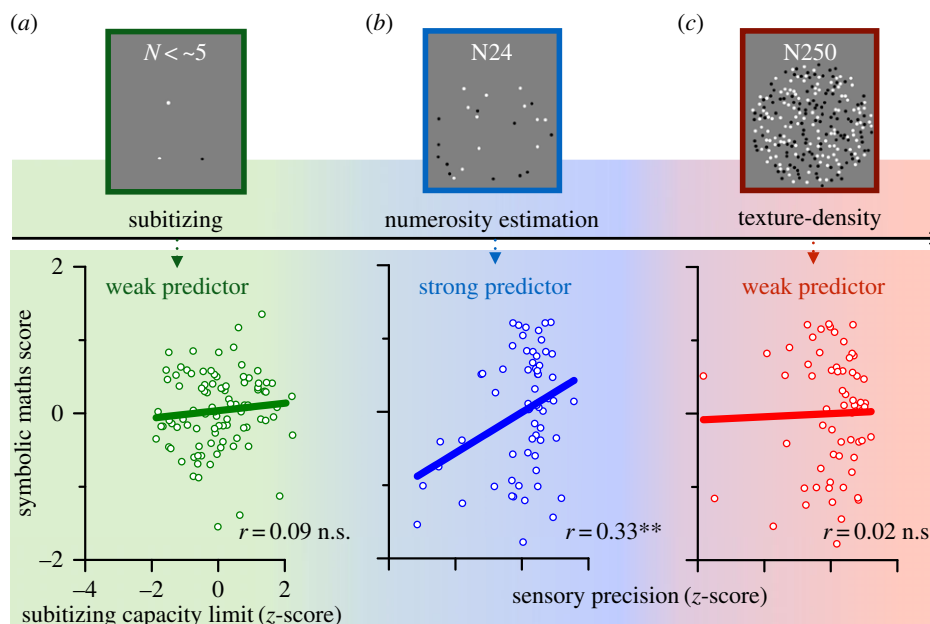 (a)
(b)
(c)
N < ~5
N24
N250
subitizing
numerosity estimation
texture-density
weak predictor
strong predictor
weak predictor
symbolic maths score
2
0
−2
r = 0.09 n.s.
r = 0.33**
r = 0.02 n.s
−4 −2 0 2
subitizing capacity limit (z-score)
sensory precision (z-score)